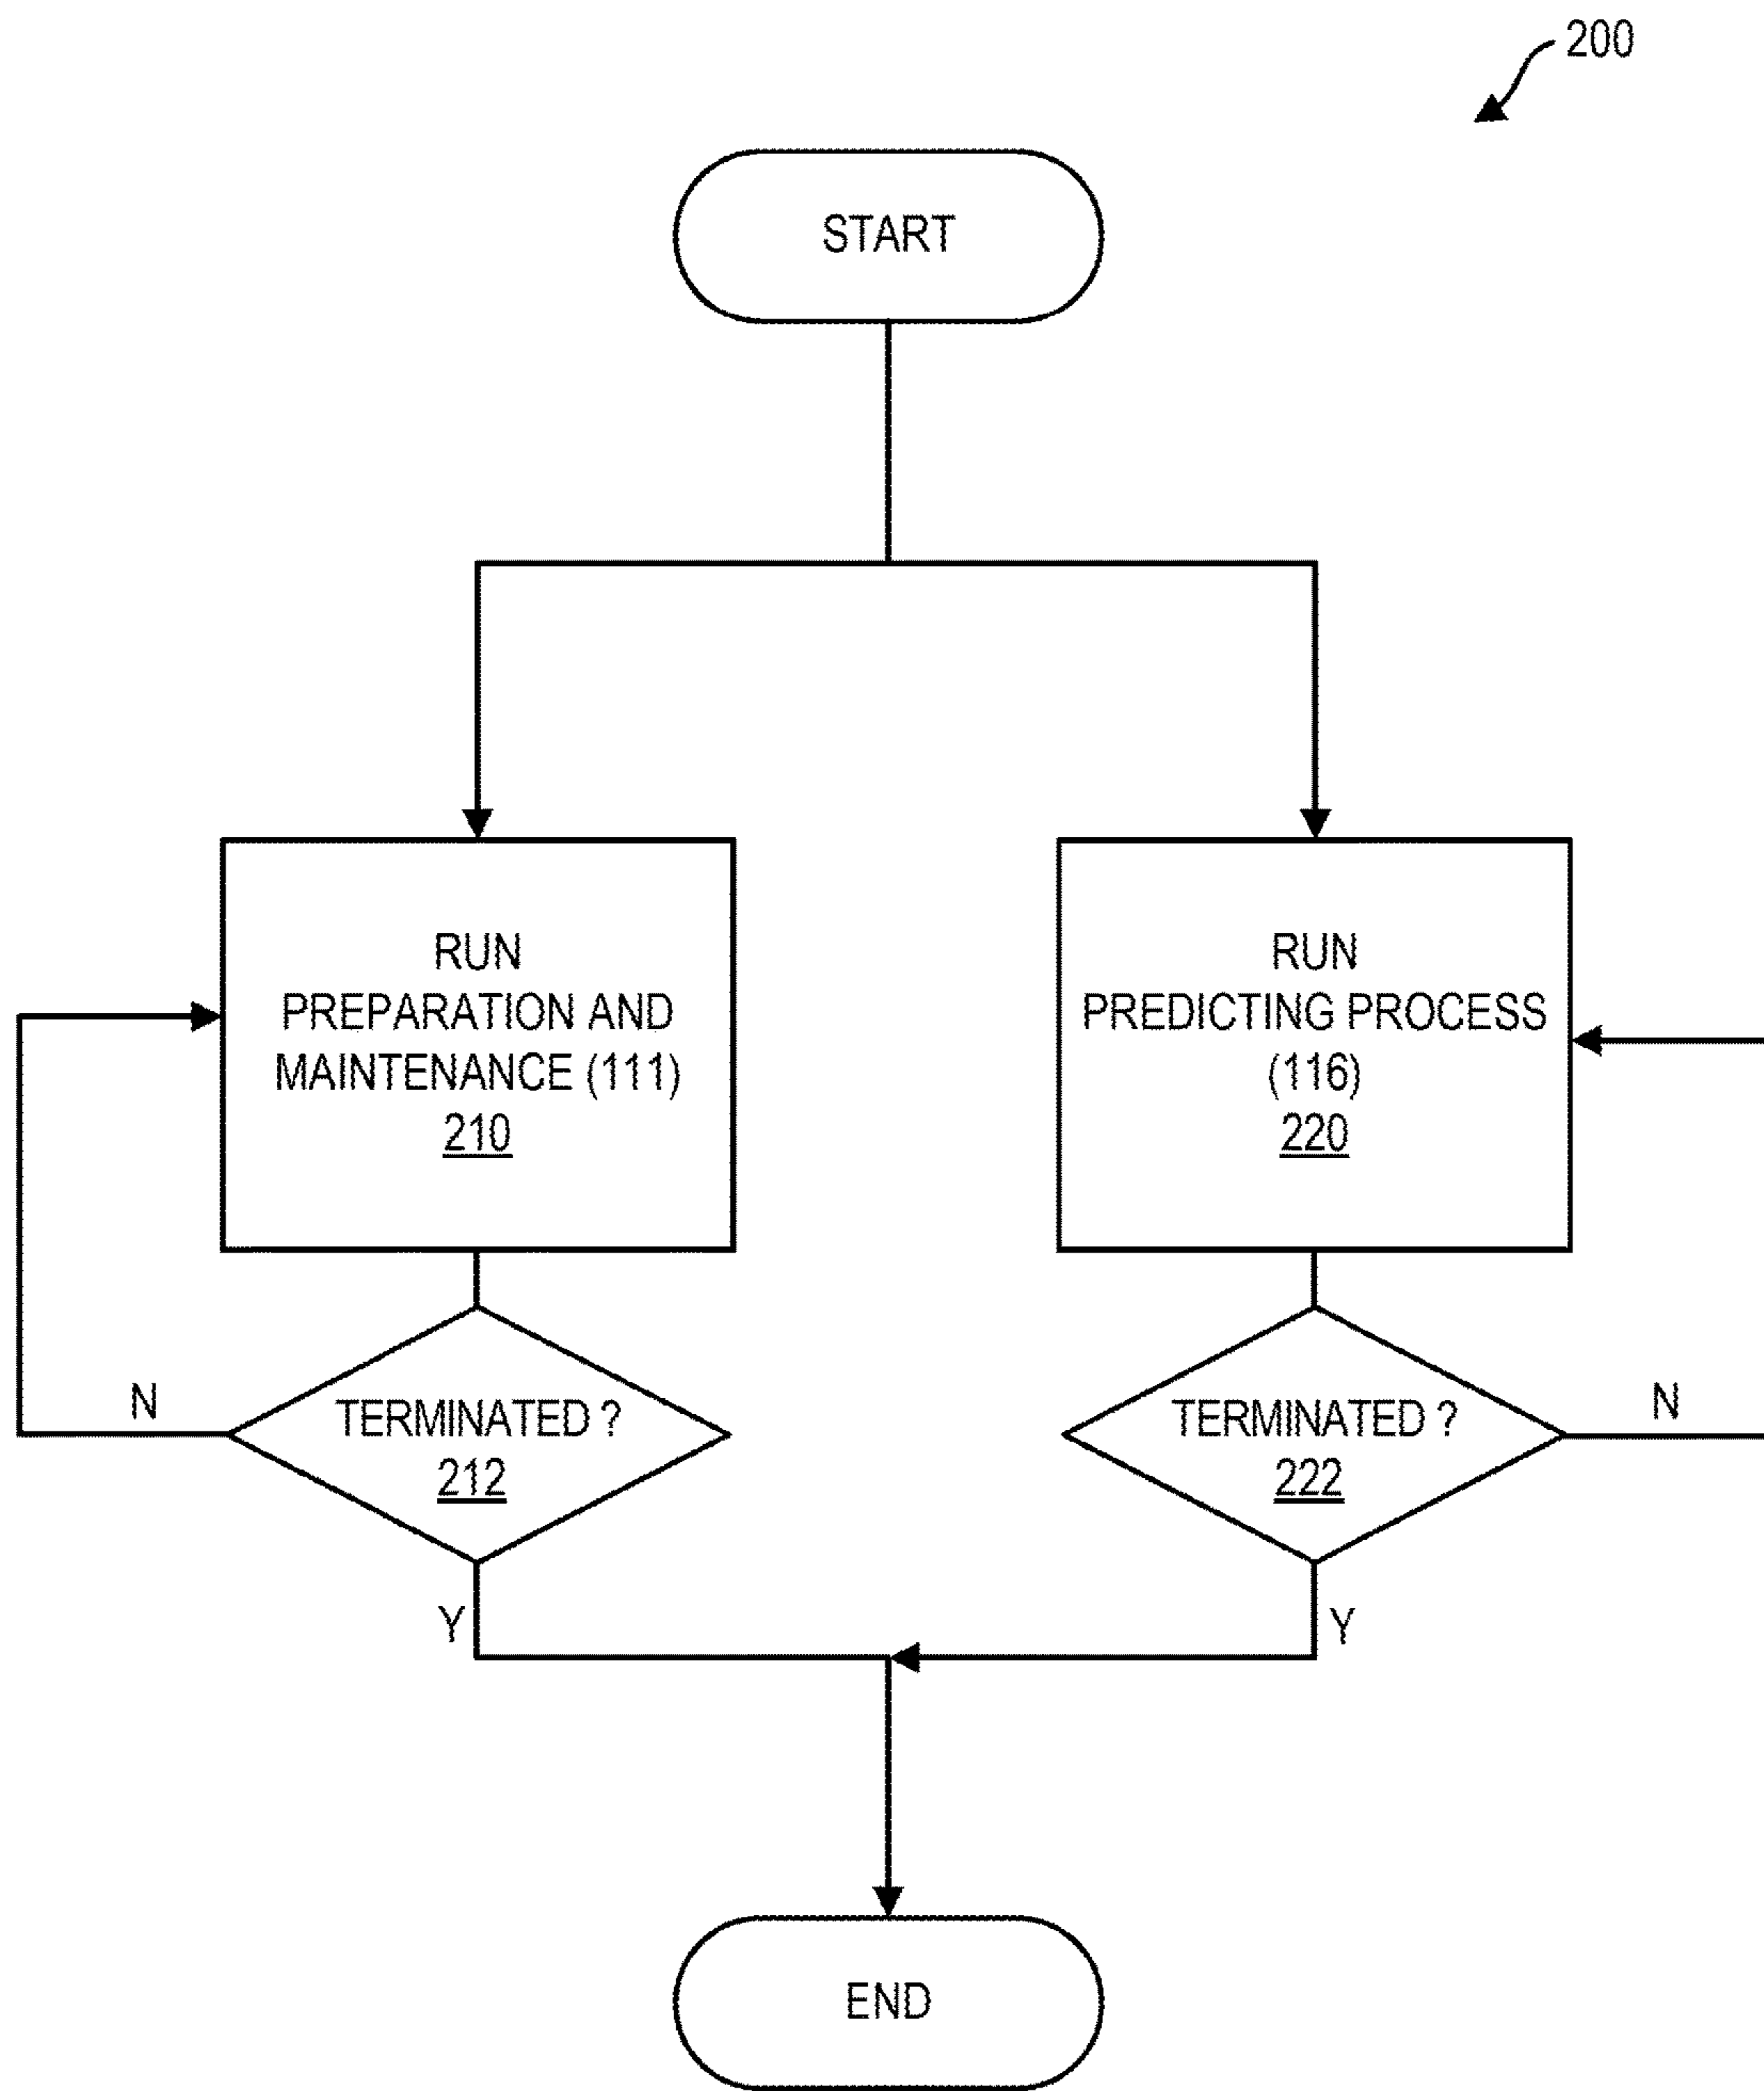 200
START
RUN
PREPARATION AND
MAINTENANCE (111)
210
RUN
PREDICTING PROCESS
(116)
220
N
TERMINATED ?
212
TERMINATED ?
222
N
Y
Y
END